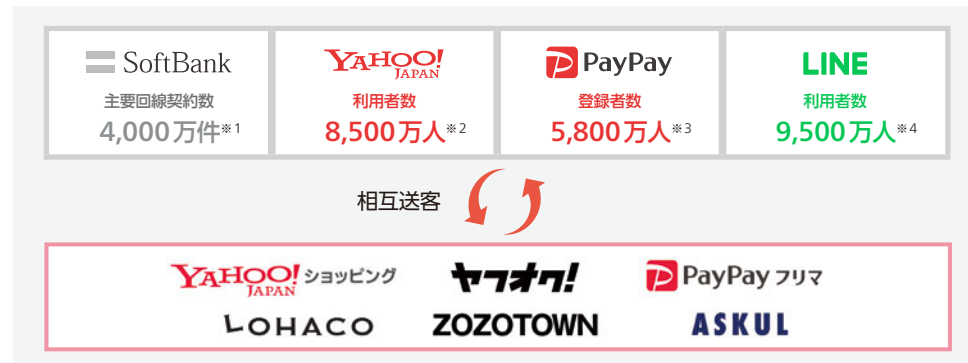 SoftBank
主要回線契約数
4,000万件※1
YAHOO!
JAPAN
利用者数
8,500万人※2
PayPay
登録者数
5,800万人※3
LINE
利用者数
9,500万人※4
相互送客
YAHOO!ショッピング
JAPAN
ヤフオク!
PayPay フリマ
LOHACO
ZOZOTOWN
ASKUL